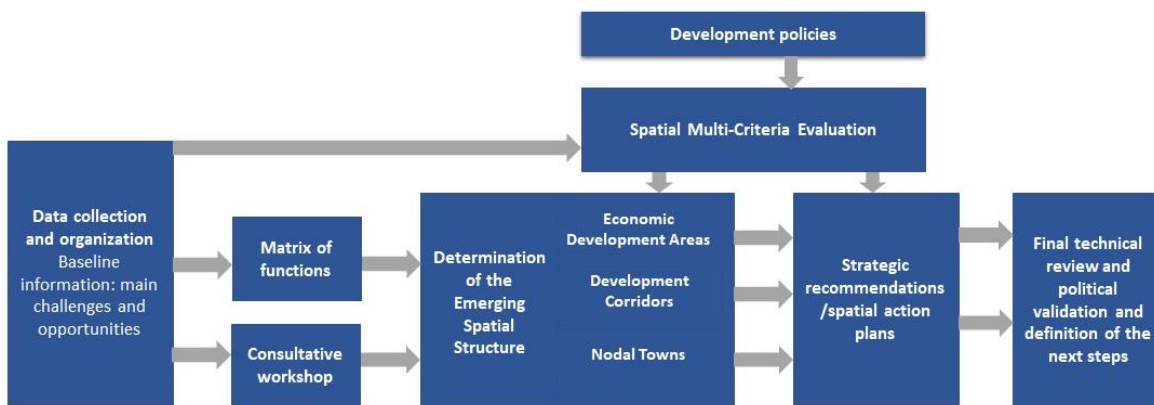 Development policies
Spatial Multi-Criteria Evaluation
Data collection
and organization
Baseline
information: main
challenges and
opportunities
Matrix of
functions
Consultative
workshop
Determination
of the
Emerging
Spatial
Structure
Economic
Development Areas
Development
Corridors
Nodal Towns
Strategic
recommendations
/spatial action
plans
Final technical
review and
political
validation and
definition of the
next steps